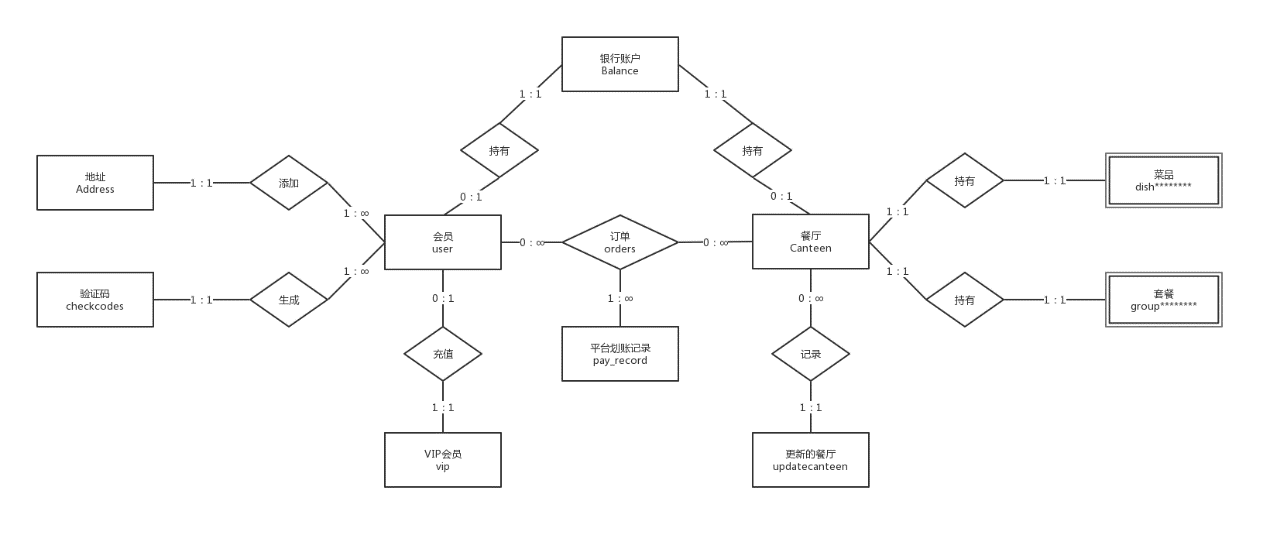 银行账户
Balance
1 : 1
1 : 1
持有
持有
地址
Address
1 : 1
添加
0 : 1
0 : 1
持有
1 : 1
菜品
dish********
1 : ∞
1 : 1
会员
user
0 : ∞
订单
orders
0 : ∞
餐厅
Canteen
1 : ∞
1 : 1
验证码
checkcodes
1 : 1
生成
0 : 1
1 : ∞
0 : ∞
持有
1 : 1
套餐
group********
充值
平台划账记录
pay_record
记录
1 : 1
1 : 1
VIP会员
vip
更新的餐厅
updatecanteen